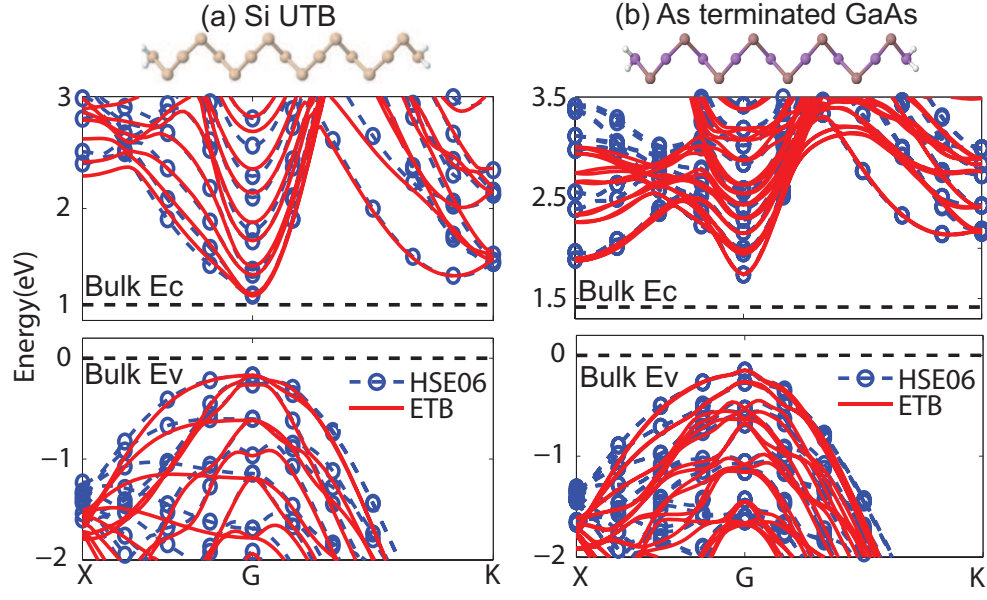 (a) Si UTB
(b) As terminated GaAs
Energy(eV)
3
2
1
0
−1
−2
Bulk Ec
Bulk Ev
HSE06
ETB
X
G
K
3.5
2.5
1.5
0
−1
−2
Bulk Ec
Bulk Ev
HSE06
ETB
X
G
K